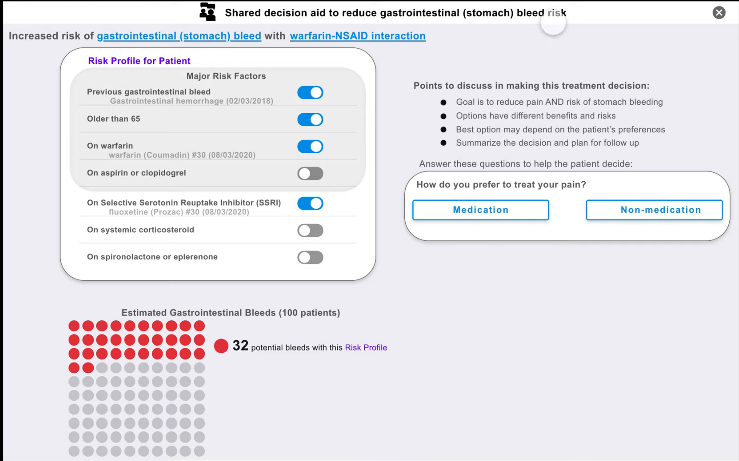 Shared decision aid to reduce gastrointestinal (stomach) bleed risk
Increased risk of gastrointestinal (stomach) bleed with warfarin-NSAID interaction
Risk Profile for Patient
Major Risk Factors
Previous gastrointestinal bleed
Gastrointestinal hemorrhage (02/03/2018)
Older than 65
On warfarin
warfarin (Coumadin) #30 (08/03/2020)
On aspirin or clopidogrel
On Selective Serotonin Reuptake Inhibitor (SSRI)
fluoxetine (Prozac) #30 (08/03/2020)
On systemic corticosteroid
On spironolactone or eplerenone
Points to discuss in making this treatment decision:
Goal is to reduce pain AND risk of stomach bleeding
Options have different benefits and risks
Best option may depend on the patient's preferences
Summarize the decision and plan for follow up
Answer these questions to help the patient decide:
How do you prefer to treat your pain?
Medication
Non-medication
Estimated Gastrointestinal Bleeds (100 patients)
32 potential bleeds with this Risk Profile